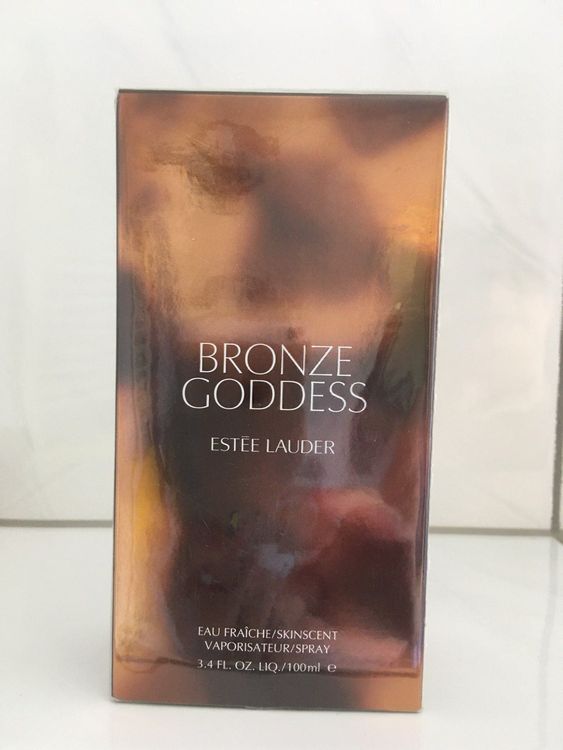 BRONZE
GODDESS
ESTĒE LAUDER
EAU FRAÎCHE/SKINSCENT
VAPORISATEUR/SPRAY
3.4 FL. OZ. LIQ./100ml ℮